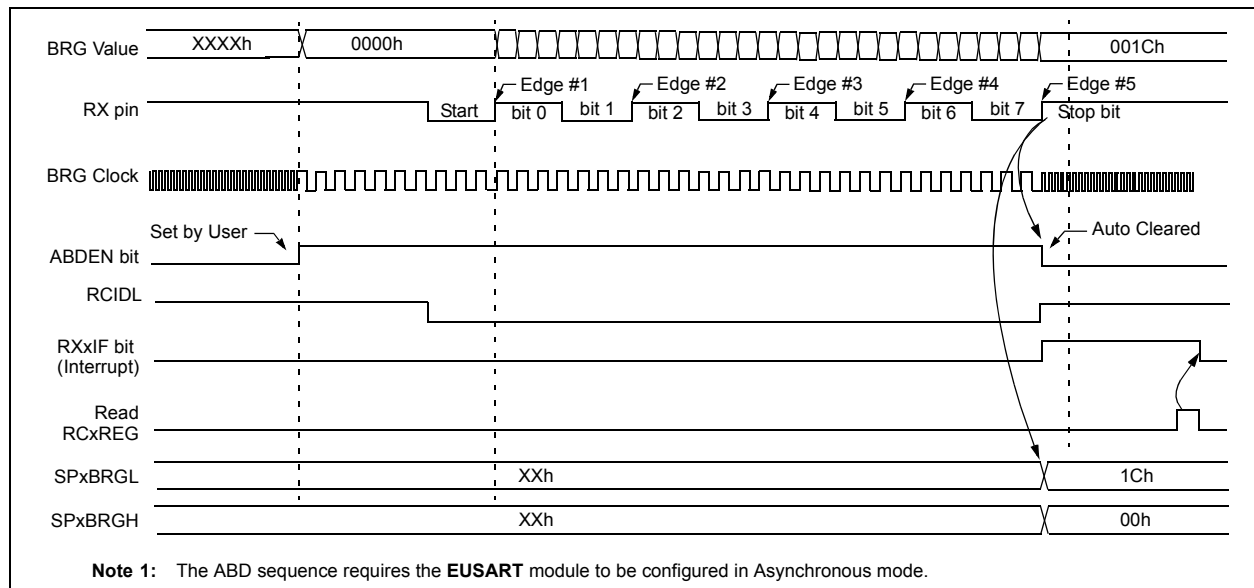 BRG Value XXXXh 0000h 001Ch
Edge #1 Edge #2 Edge #3 Edge #4 Edge #5
RX pin Start bit 0 bit 1 bit 2 bit 3 bit 4 bit 5 bit 6 bit 7 Stop bit
BRG Clock
Set by User Auto Cleared
ABDEN bit
RCIDL
RXxIF bit
(Interrupt)
Read
RCxREG
SPxBRGL XXh 1Ch
SPxBRGH XXh 00h
Note 1: The ABD sequence requires the EUSART module to be configured in Asynchronous mode.